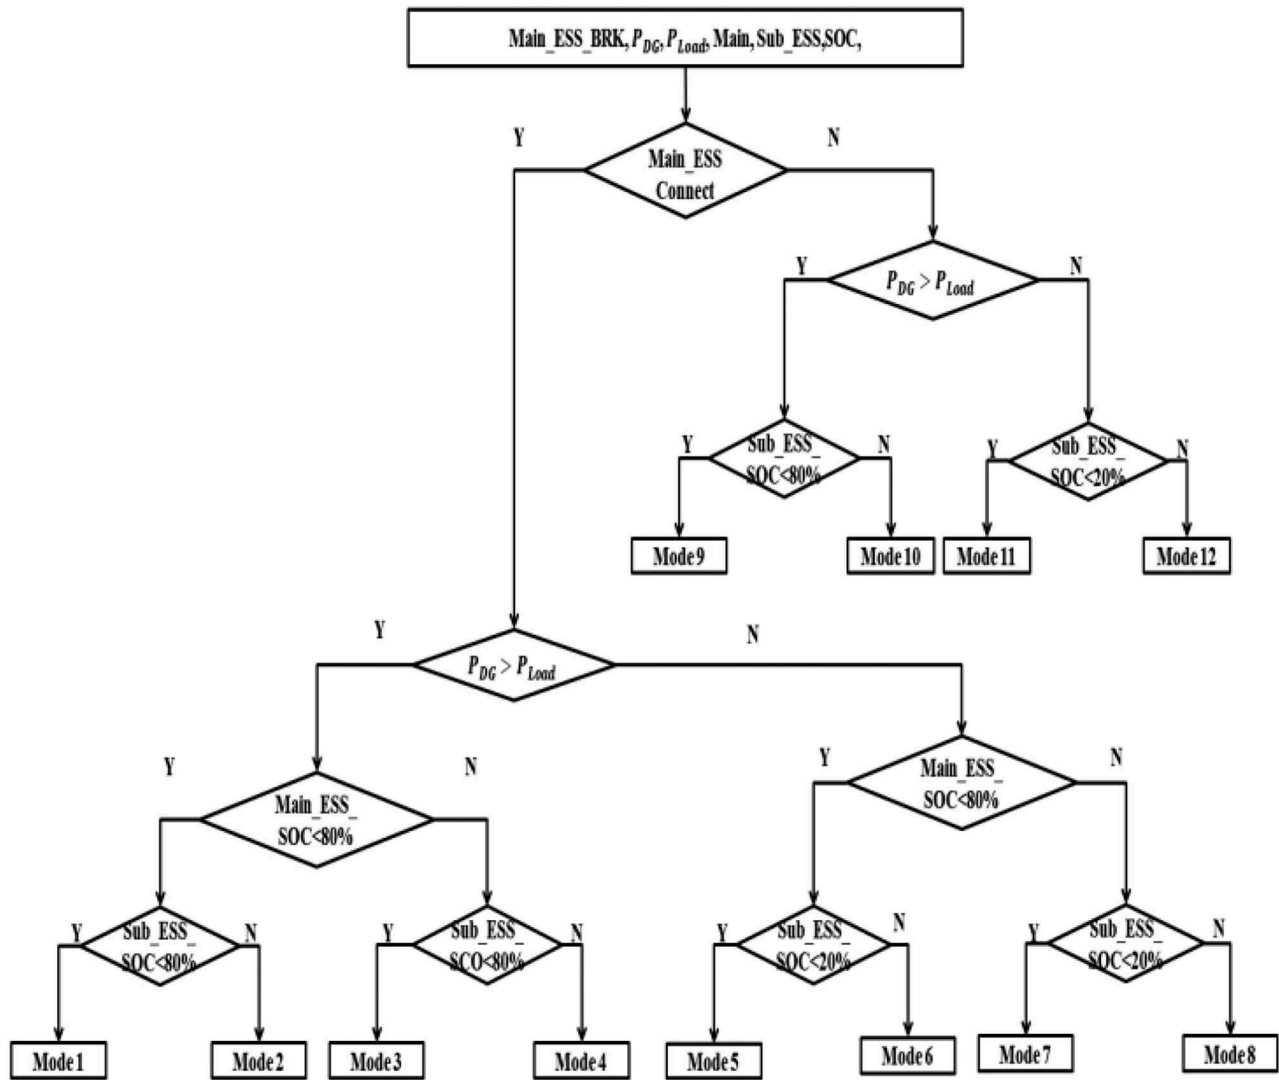 Main_ESS_BRK, P_DG, P_Load, Main, Sub_ESS,SOC,
Y
N
Main_ESS
Connect
Y
P_DG > P_Load
N
Y
Sub_ESS_
SOC<80%
N
Y
Sub_ESS_
SOC<20%
N
Mode 9
Mode 10
Mode 11
Mode 12
Y
P_DG > P_Load
N
Y
Main_ESS_
SOC<80%
N
Y
Main_ESS_
SOC<80%
N
Y
Sub_ESS_
SOC<80%
N
Y
Sub_ESS_
SCO<80%
N
Y
Sub_ESS_
SOC<20%
N
Y
Sub_ESS_
SOC<20%
N
Mode 1
Mode 2
Mode 3
Mode 4
Mode 5
Mode 6
Mode 7
Mode 8